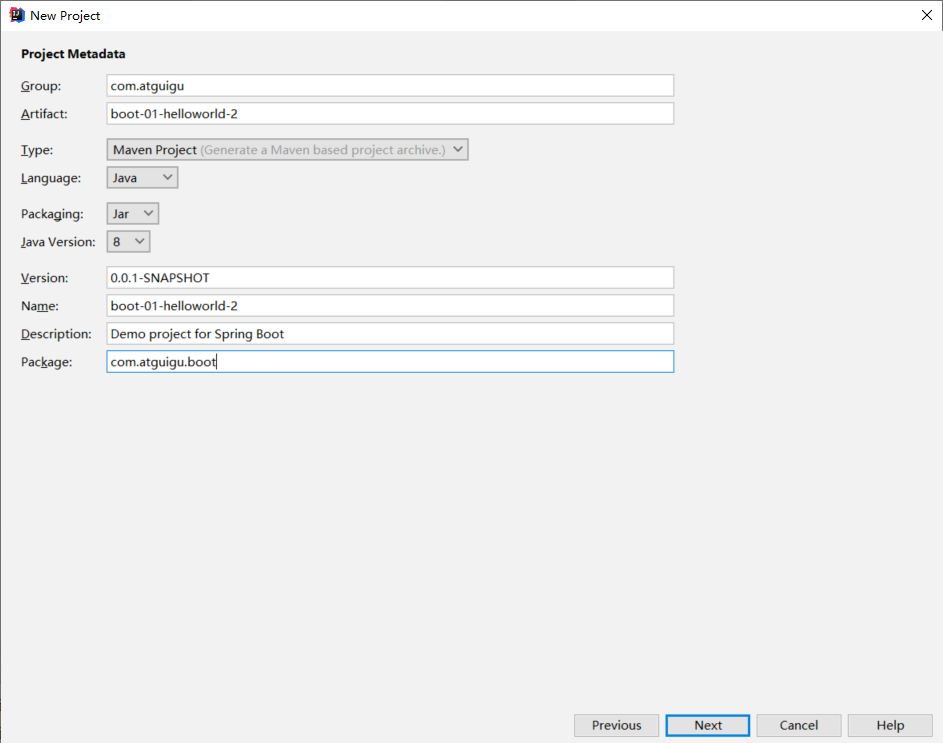 New Project
Project Metadata
Group: com.atguigu
Artifact: boot-01-helloworld-2
Type: Maven Project (Generate a Maven based project archive.)
Language: Java
Packaging: Jar
Java Version: 8
Version: 0.0.1-SNAPSHOT
Name: boot-01-helloworld-2
Description: Demo project for Spring Boot
Package: com.atguigu.boot
Previous Next Cancel Help